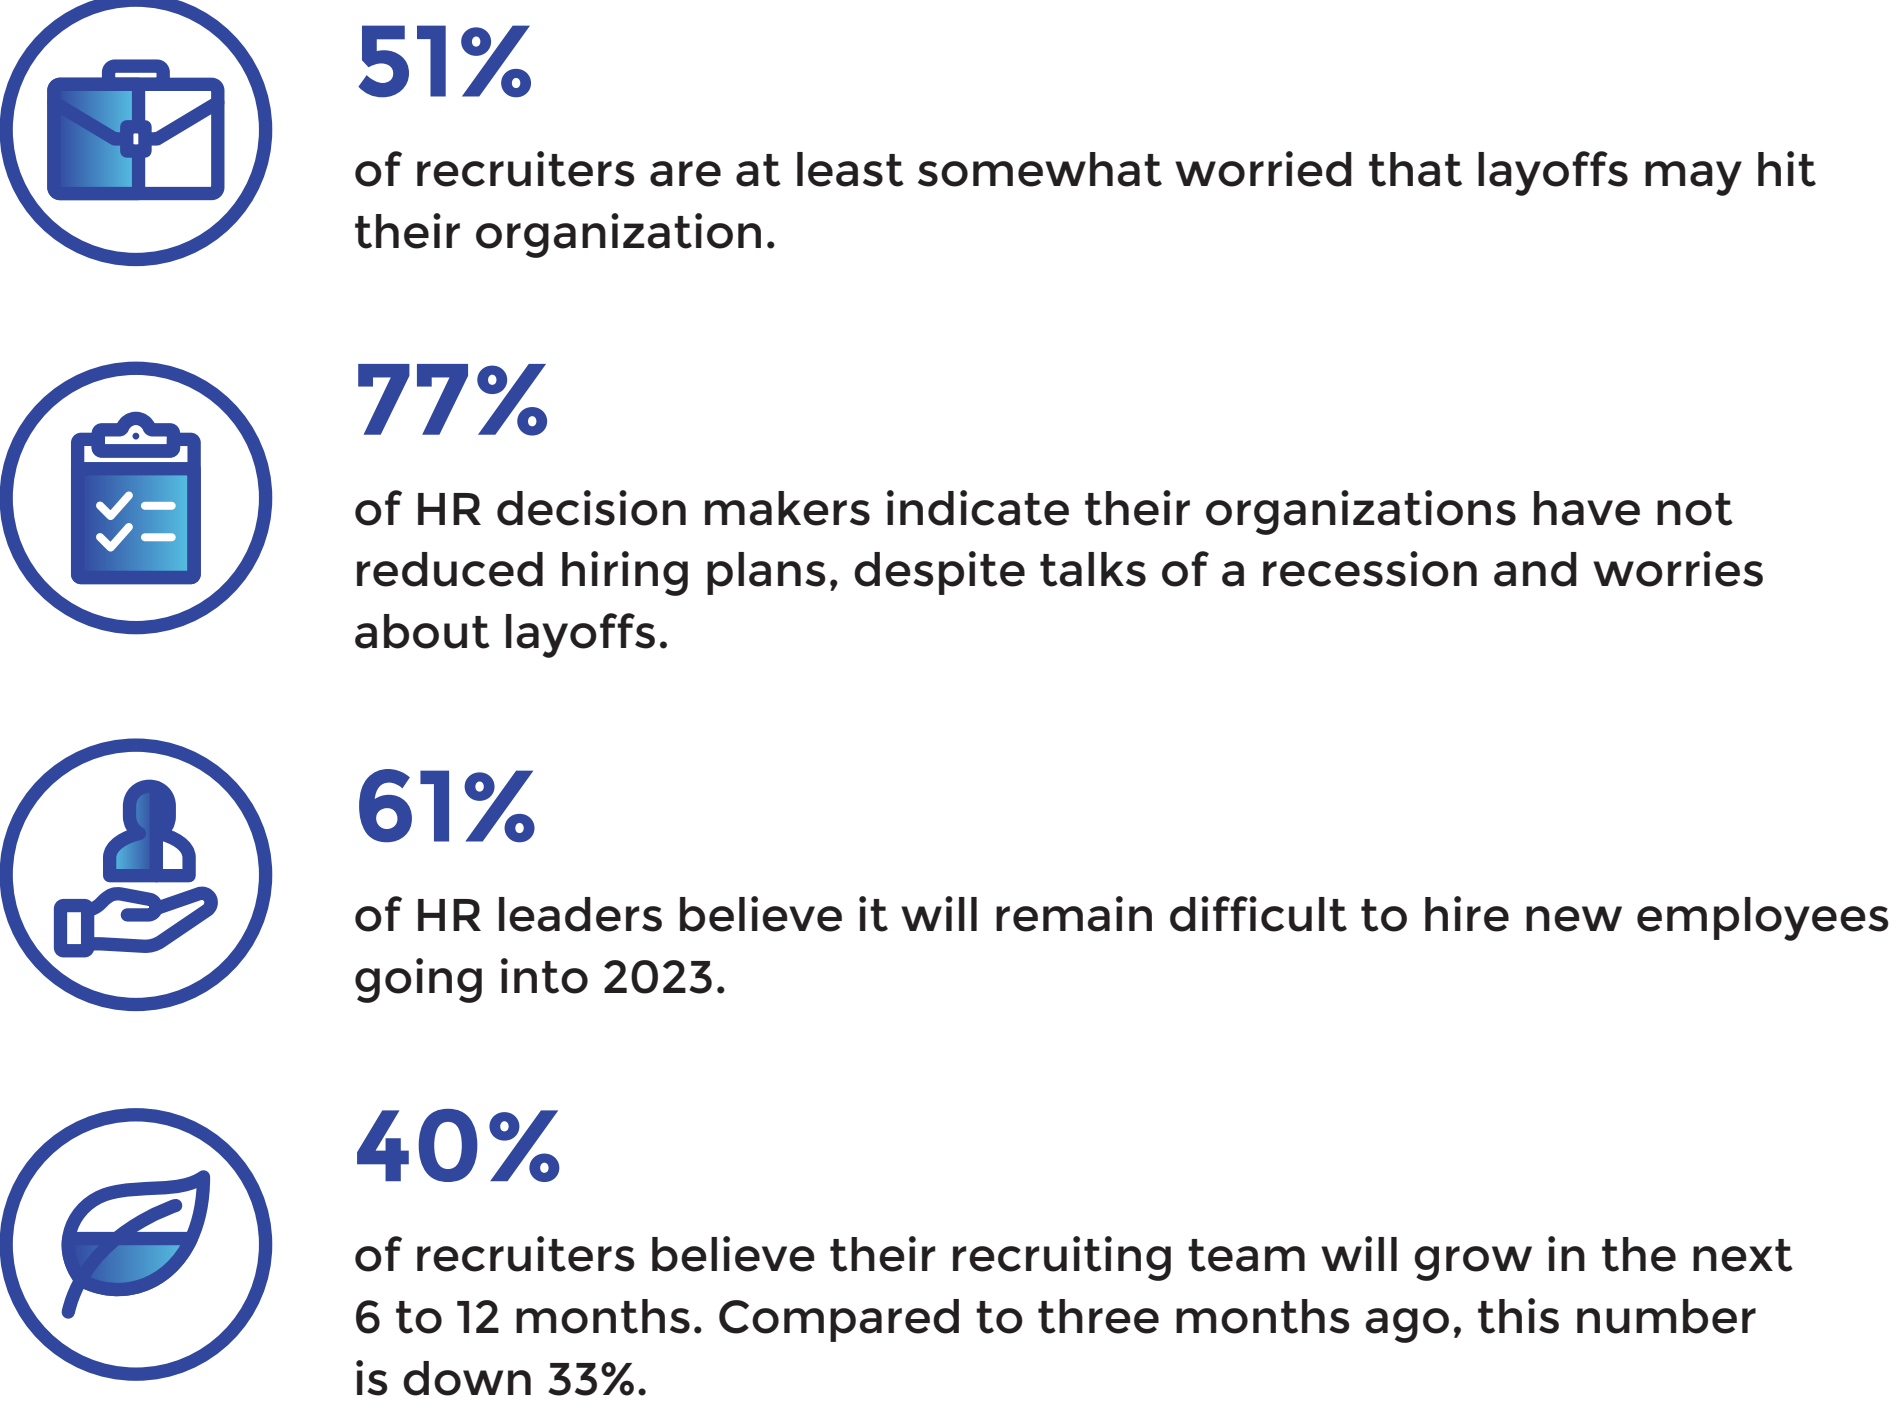 51%
of recruiters are at least somewhat worried that layoffs may hit
their organization.
77%
of HR decision makers indicate their organizations have not
reduced hiring plans, despite talks of a recession and worries
about layoffs.
61%
of HR leaders believe it will remain difficult to hire new employees
going into 2023.
40%
of recruiters believe their recruiting team will grow in the next
6 to 12 months. Compared to three months ago, this number
is down 33%.